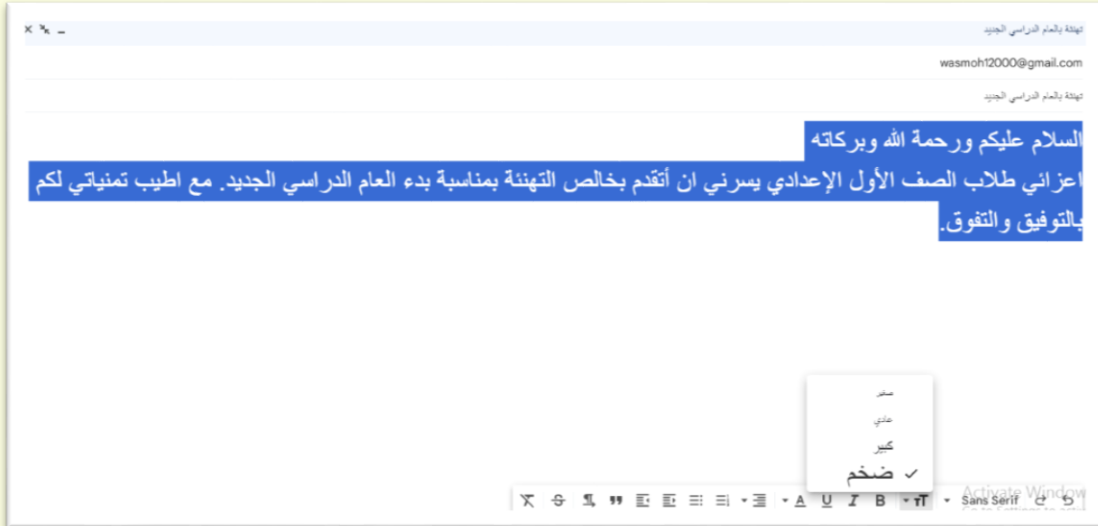 تهنئة بالعام الدراسي الجديد
wasmoh12000@gmail.com
تهنئة بالعام الدراسي الجديد
السلام عليكم ورحمة الله وبركاته
اعزائي طلاب الصف الأول الإعدادي يسرني ان أتقدم بخالص التهنئة بمناسبة بدء العام الدراسي الجديد. مع اطيب تمنياتي لكم
بالتوفيق والتفوق.
صغير
عادي
كبير
ضخم
Sans Serif
Activate Window